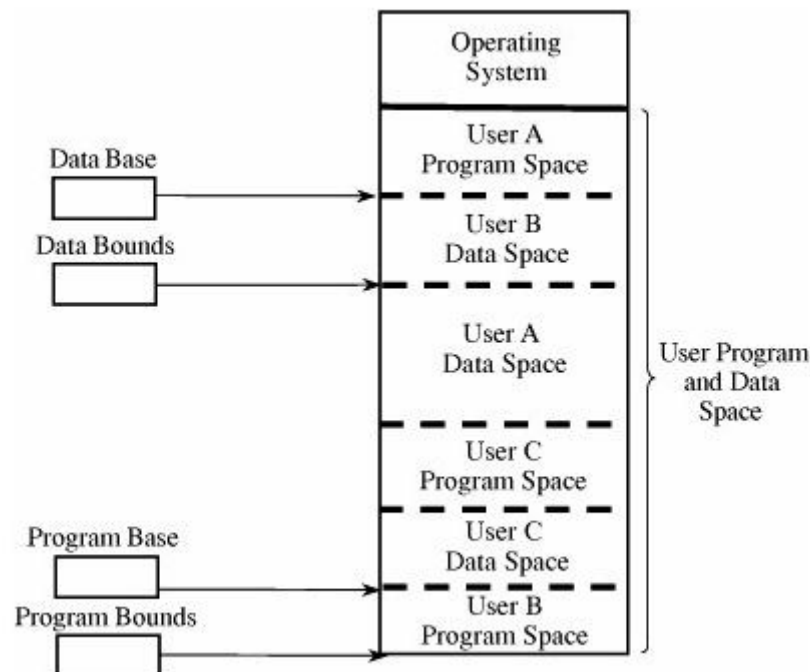 Operating
System
User A
Program Space
Data Base
User B
Data Space
Data Bounds
User A
Data Space
User Program
and Data
Space
User C
Program Space
User C
Data Space
Program Base
User B
Program Space
Program Bounds